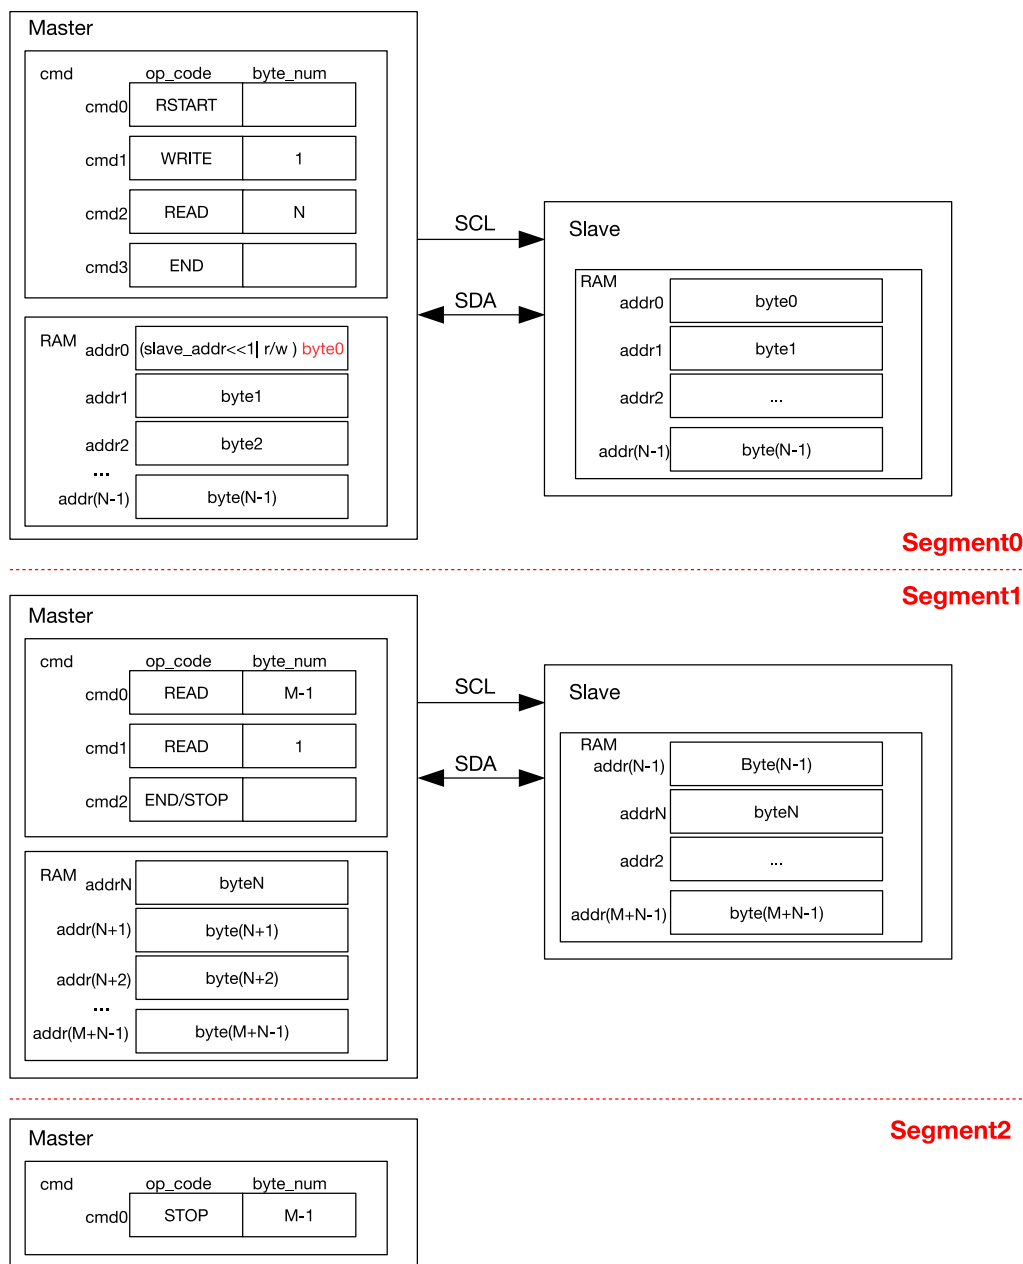 Master
cmd op_code byte_num
cmd0 RSTART
cmd1 WRITE 1
cmd2 READ N
cmd3 END
RAM
addr0 (slave_addr<<1| r/w ) byte0
addr1 byte1
addr2 byte2
...
addr(N-1) byte(N-1)
SCL
SDA
Slave
RAM
addr0 byte0
addr1 byte1
addr2 ...
addr(N-1) byte(N-1)
Segment0
Segment1
Master
cmd op_code byte_num
cmd0 READ M-1
cmd1 READ 1
cmd2 END/STOP
RAM
addrN byteN
addr(N+1) byte(N+1)
addr(N+2) byte(N+2)
...
addr(M+N-1) byte(M+N-1)
SCL
SDA
Slave
RAM
addr(N-1) Byte(N-1)
addrN byteN
addr2 ...
addr(M+N-1) byte(M+N-1)
Segment2
Master
cmd op_code byte_num
cmd0 STOP M-1